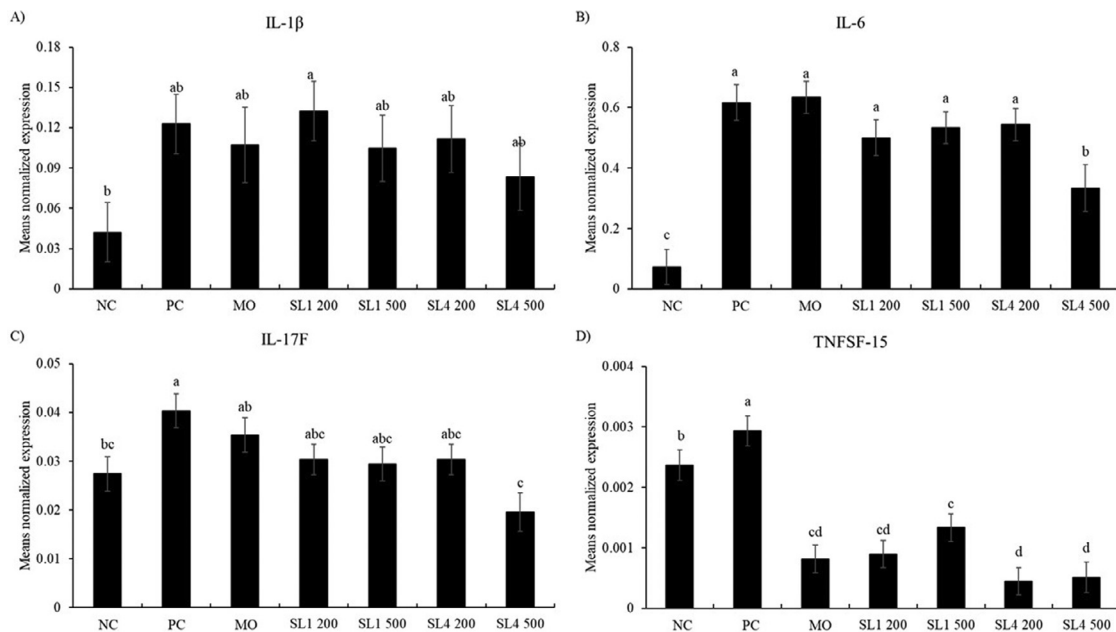 A)
IL-1β
Means normalized expression
0.18
0.15
0.12
0.09
0.06
0.03
0
b
ab
ab
a
ab
ab
ab
NC PC MO SL1 200 SL1 500 SL4 200 SL4 500
B)
IL-6
Means normalized expression
0.8
0.6
0.4
0.2
0
c
a
a
a
a
a
b
NC PC MO SL1 200 SL1 500 SL4 200 SL4 500
C)
IL-17F
Means normalized expression
0.05
0.04
0.03
0.02
0.01
0.00
bc
a
ab
abc
abc
abc
c
NC PC MO SL1 200 SL1 500 SL4 200 SL4 500
D)
TNFSF-15
Means normalized expression
0.004
0.003
0.002
0.001
0
b
a
cd
cd
c
d
d
NC PC MO SL1 200 SL1 500 SL4 200 SL4 500